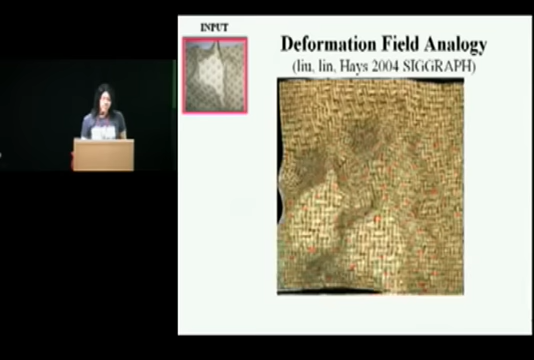 INPUT
Deformation Field Analogy
(liu, lin, Hays 2004 SIGGRAPH)